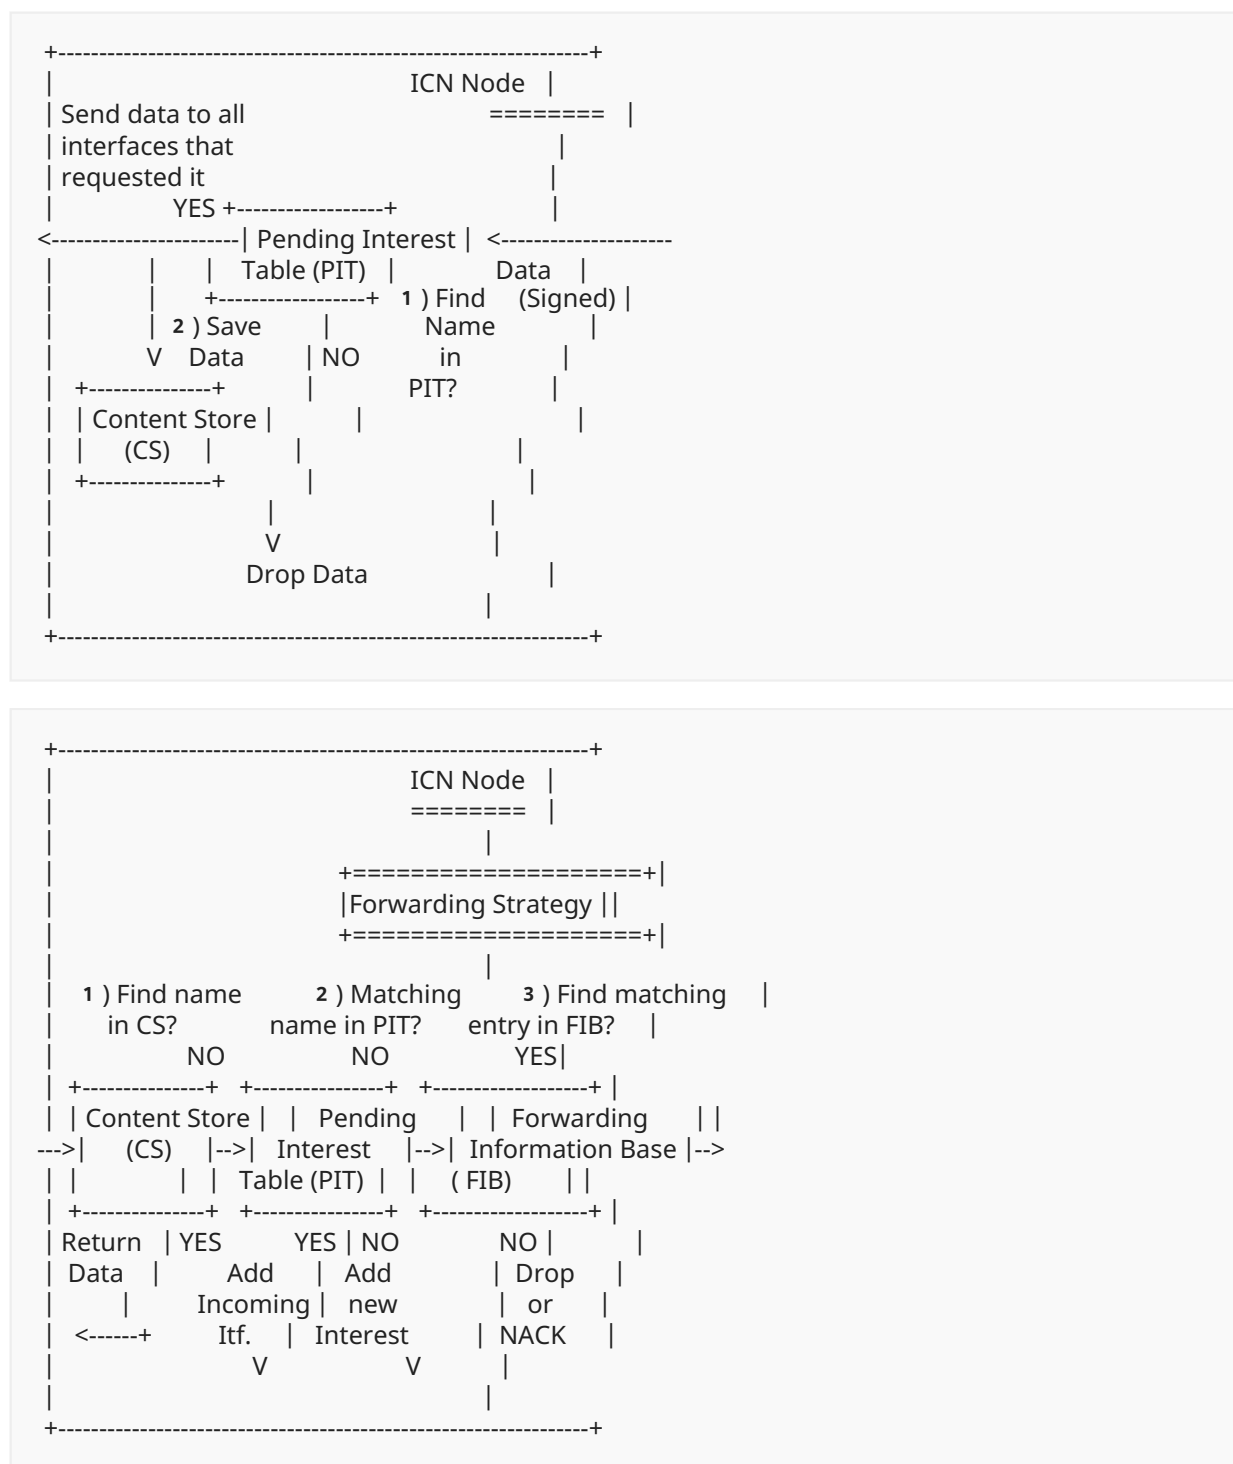 +-----------------------------------------------------------------+
| ICN Node |
| Send data to all ======== |
| interfaces that |
| requested it |
| YES +------------------+ |
<-----------------------| Pending Interest | <---------------------
| | | Table (PIT) | Data |
| | +------------------+ 1 ) Find (Signed) |
| | 2 ) Save | Name |
| V Data | NO in |
| +---------------+ | PIT? |
| | Content Store | | |
| | (CS) | | |
| +---------------+ | |
| | |
| V |
| Drop Data |
| |
+-----------------------------------------------------------------+
+-----------------------------------------------------------------+
| ICN Node |
| ======== |
| |
| +====================+|
| |Forwarding Strategy ||
| +====================+|
| |
| 1 ) Find name 2 ) Matching 3 ) Find matching |
| in CS? name in PIT? entry in FIB? |
| NO NO YES|
| +---------------+ +---------------+ +-------------------+ |
| | Content Store | | Pending | | Forwarding | |
--->| (CS) |-->| Interest |-->| Information Base |-->
| | | | Table (PIT) | | ( FIB) | |
| +---------------+ +---------------+ +-------------------+ |
| Return | YES YES | NO NO | |
| Data | Add | Add | Drop |
| | Incoming | new | or |
| <------+ Itf. | Interest | NACK |
| V V |
| |
+-----------------------------------------------------------------+